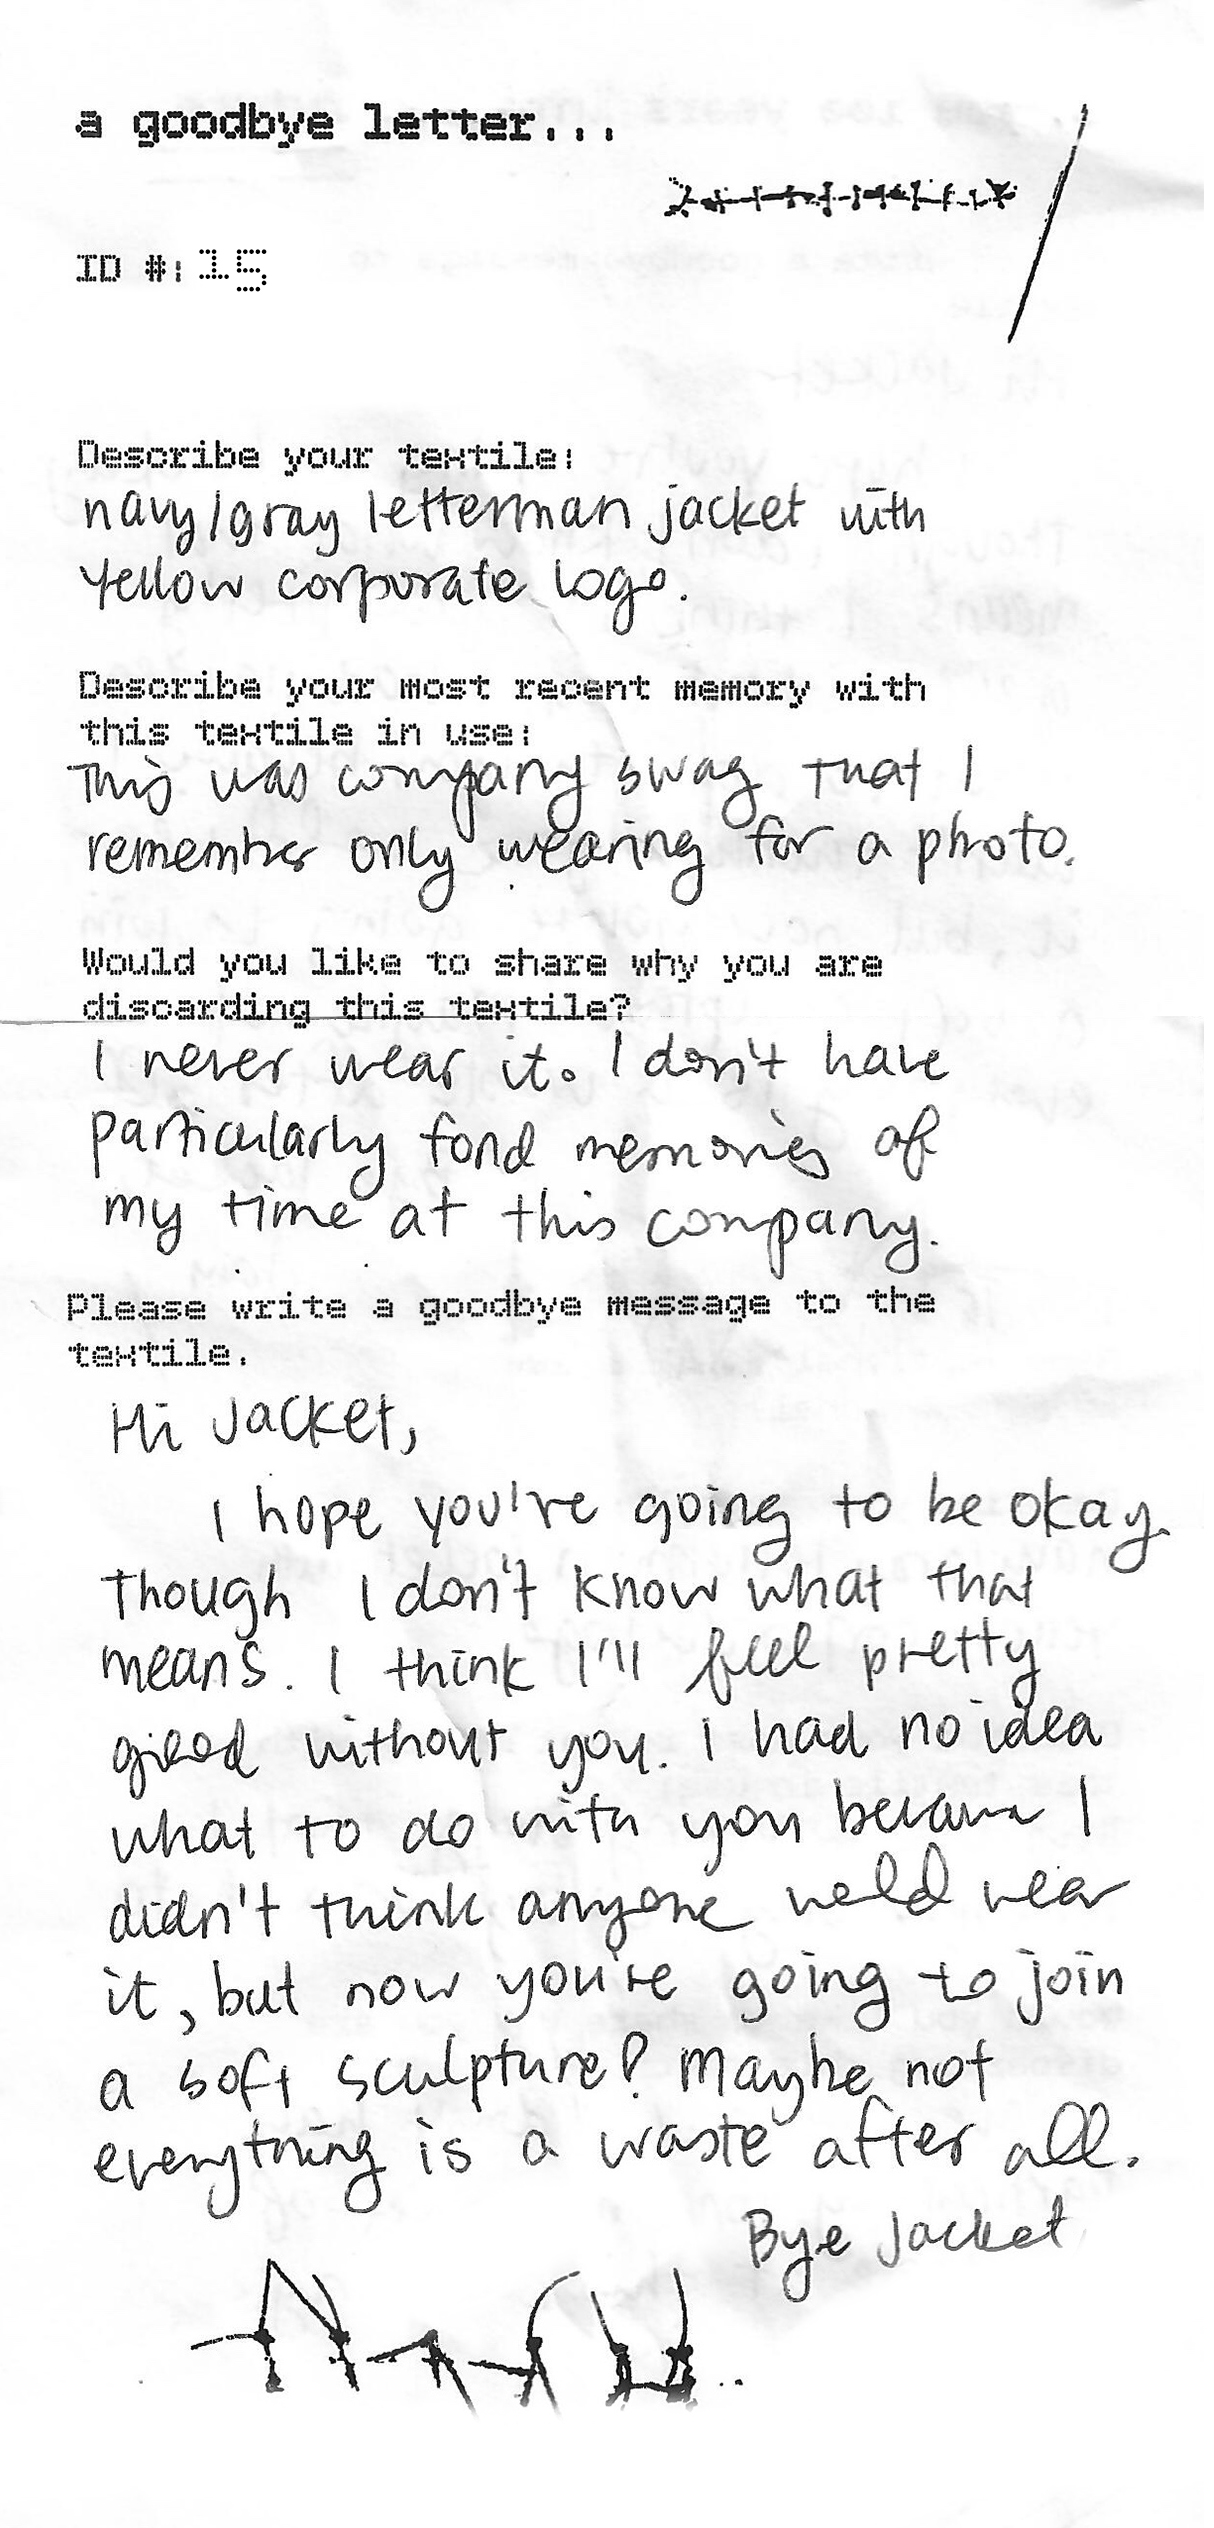 a goodbye letter...
ID #: 15
Describe your textile:
navy/gray letterman jacket with
yellow corporate logo.
Describe your most recent memory with
this textile in use:
This was company swag that I
remember only wearing for a photo.
Would you like to share why you are
discarding this textile?
I never wear it. I don't have
particularly fond memories of
my time at this company.
Please write a goodbye message to the
textile.
Hi Jacket,
I hope you're going to be okay.
Though I don't know what that
means. I think I'll feel pretty
good without you. I had no idea
what to do with you because I
didn't think anyone would wear
it, but now you're going to join
a soft sculpture! Maybe not
everything is a waste after all.
Bye Jacket